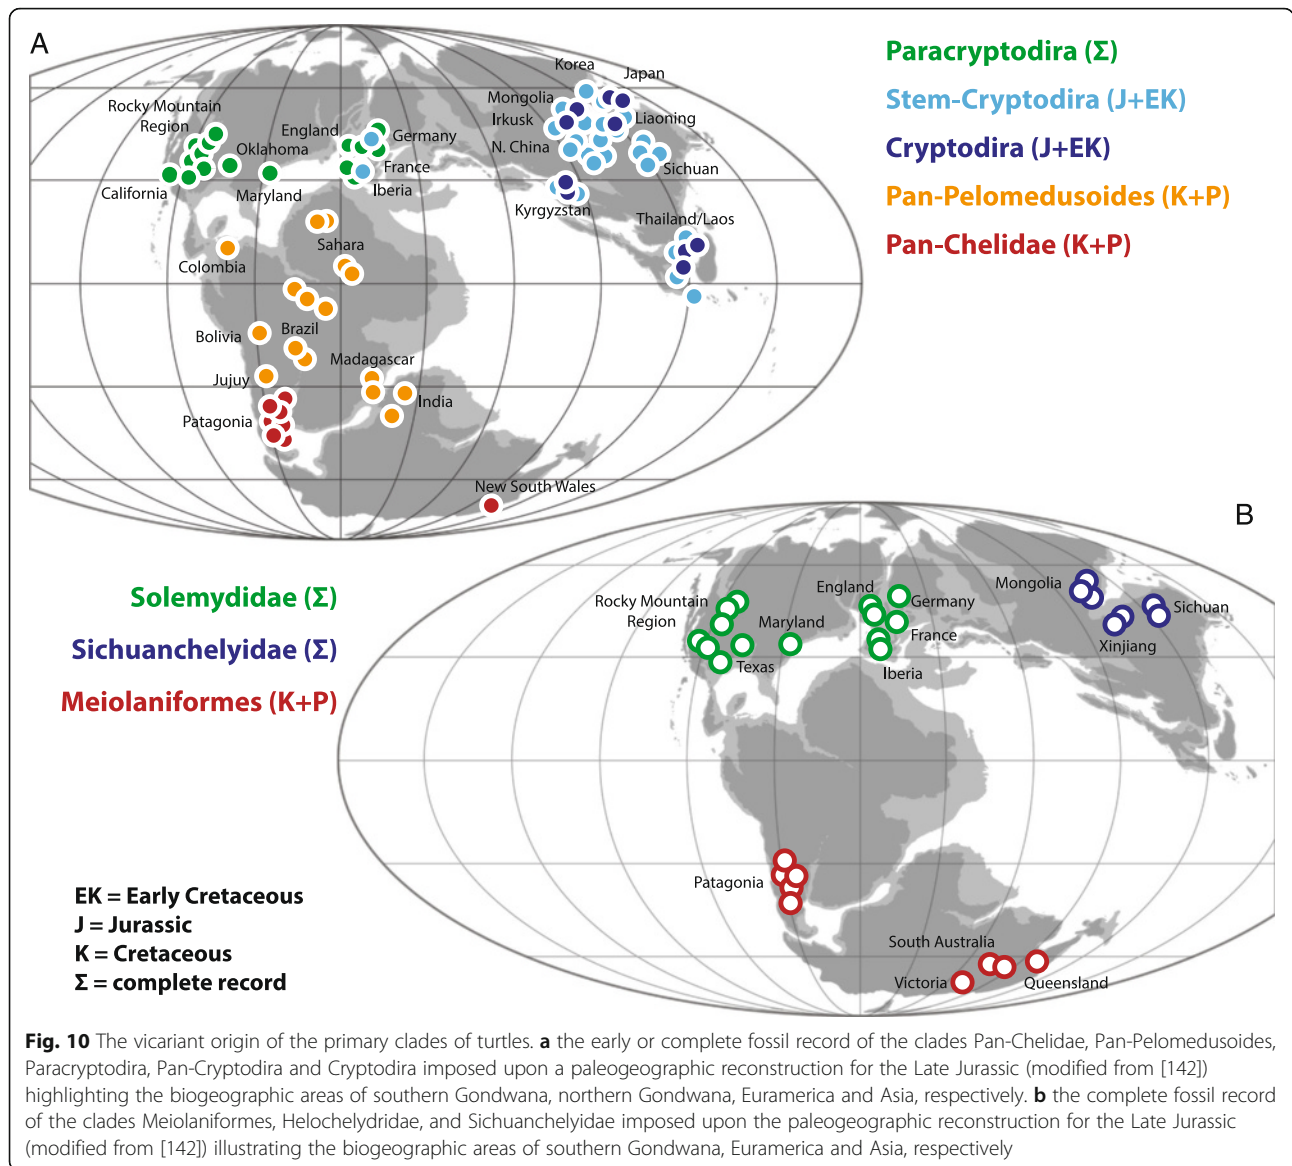 A
Paracryptodira (Σ)
Stem-Cryptodira (J+EK)
Cryptodira (J+EK)
Pan-Pelomedusoides (K+P)
Pan-Chelidae (K+P)
Korea
Japan
Mongolia
Irkusk
Liaoning
N. China
Sichuan
Kyrgyzstan
Thailand/Laos
Rocky Mountain
Region
England
Germany
Oklahoma
France
California
Maryland
Iberia
Sahara
Colombia
Bolivia
Brazil
Madagascar
Jujuy
India
Patagonia
New South Wales
B
Solemydidae (Σ)
Sichuanchelyidae (Σ)
Meiolaniformes (K+P)
England
Mongolia
Rocky Mountain
Region
Maryland
Germany
Sichuan
France
Xinjiang
Texas
Iberia
Patagonia
South Australia
Victoria
Queensland
EK = Early Cretaceous
J = Jurassic
K = Cretaceous
Σ = complete record
Fig. 10 The vicariant origin of the primary clades of turtles. a the early or complete fossil record of the clades Pan-Chelidae, Pan-Pelomedusoides,
Paracryptodira, Pan-Cryptodira and Cryptodira imposed upon a paleogeographic reconstruction for the Late Jurassic (modified from [142])
highlighting the biogeographic areas of southern Gondwana, northern Gondwana, Euramerica and Asia, respectively. b the complete fossil record
of the clades Meiolaniformes, Helochelydridae, and Sichuanchelyidae imposed upon the paleogeographic reconstruction for the Late Jurassic
(modified from [142]) illustrating the biogeographic areas of southern Gondwana, Euramerica and Asia, respectively